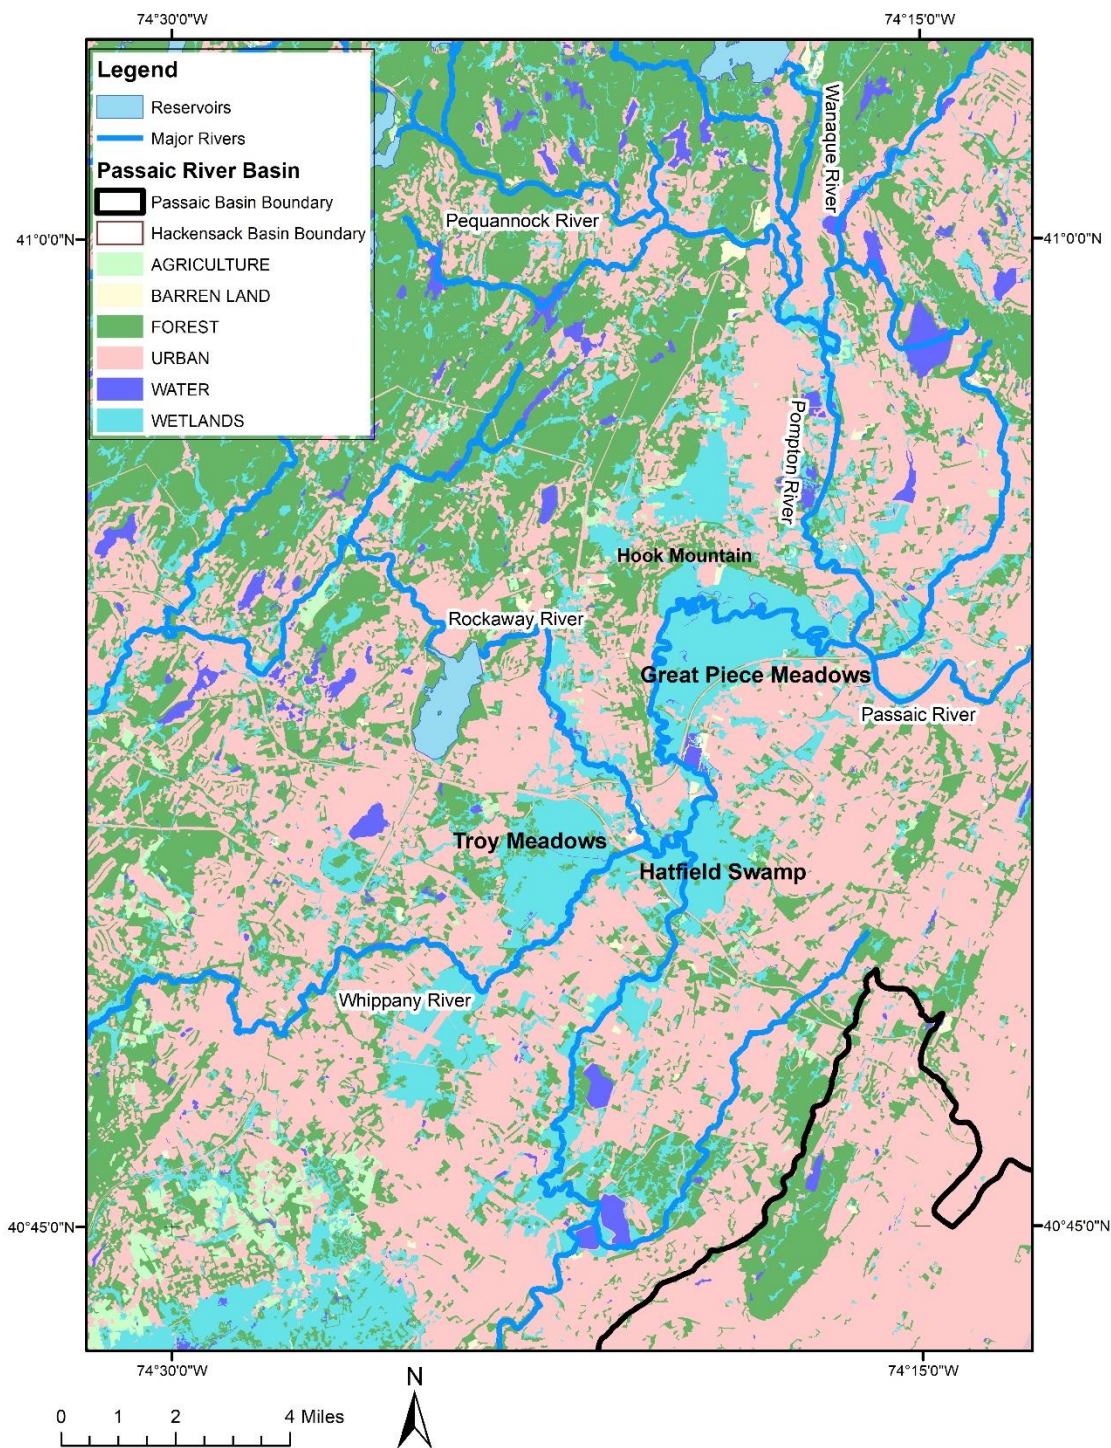 74°30'0"W
74°15'0"W
Legend
Reservoirs
Major Rivers
Passaic River Basin
Passaic Basin Boundary
Hackensack Basin Boundary
AGRICULTURE
BARREN LAND
FOREST
URBAN
WATER
WETLANDS
Wanaque River
Pequannock River
41°0'0"N
41°0'0"N
Pompton River
Hook Mountain
Rockaway River
Great Piece Meadows
Passaic River
Troy Meadows
Hatfield Swamp
Whippany River
40°45'0"N
40°45'0"N
74°30'0"W
74°15'0"W
N
0 1 2 4 Miles